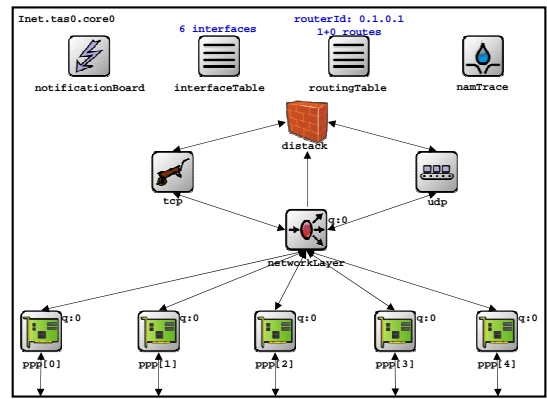 Inet.tas0.core0
6 interfaces
routerId: 0.1.0.1
1+0 routes
notificationBoard
interfaceTable
routingTable
namTrace
distack
tcp
udp
q:0
networkLayer
q:0
q:0
q:0
q:0
q:0
ppp[0]
ppp[1]
ppp[2]
ppp[3]
ppp[4]